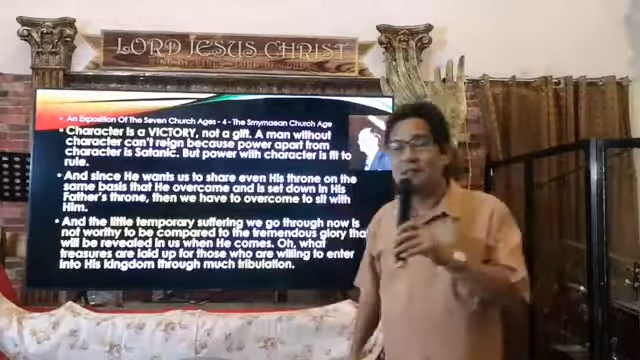 LORD JESUS CHRIST
KING OF KINGS LORD OF LORDS
An Exposition Of The Seven Church Ages - 4 - The Smyrnaean Church Age
• Character is a VICTORY, not a gift. A man without
character can't reign because power apart from
character is Satanic. But power with character is fit to
rule.
• And since He wants us to share even His throne on the
same basis that He overcame and is set down in His
Father's throne, then we have to overcome to sit with
Him.
• And the little temporary suffering we go through now is
not worthy to be compared to the tremendous glory that
will be revealed in us when He comes. Oh, what
treasures are laid up for those who are willing to enter
into His kingdom through much tribulation.